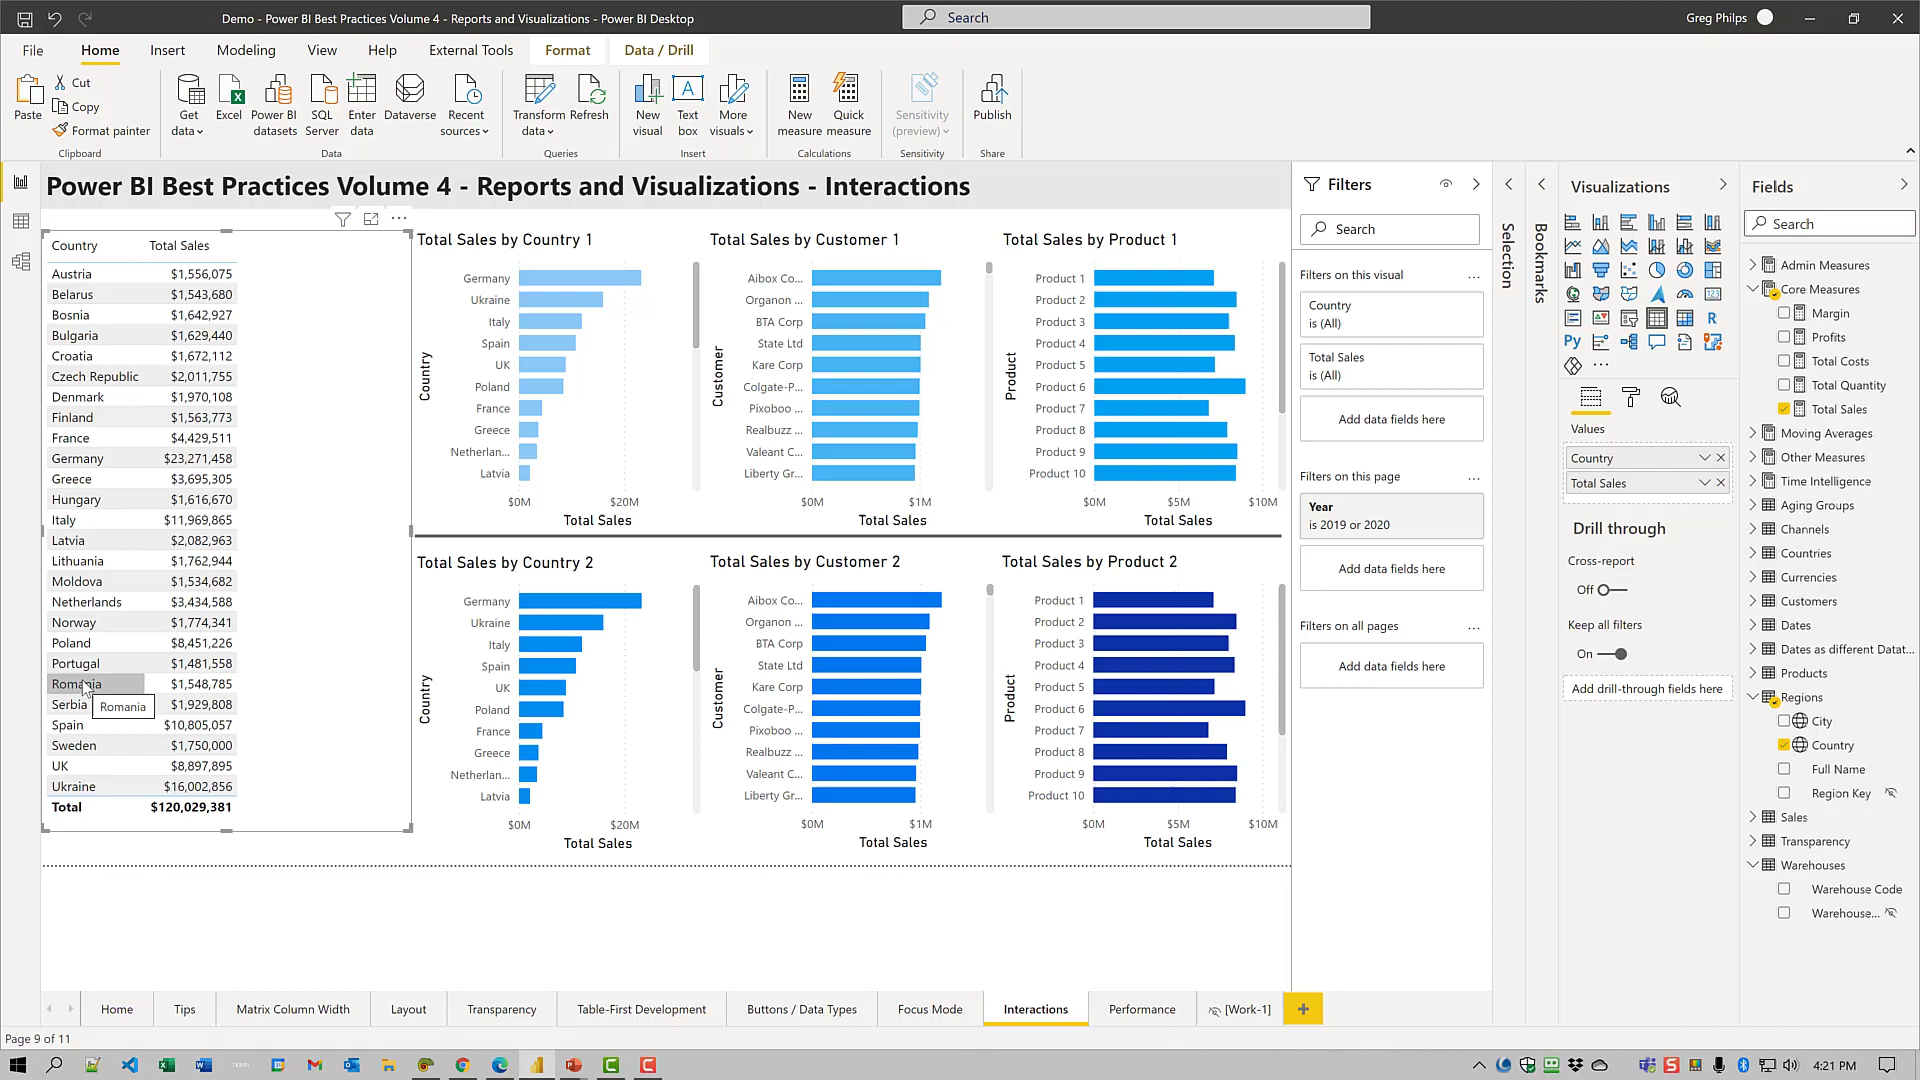 Demo - Power BI Best Practices Volume 4 - Reports and Visualizations - Power BI Desktop
Search
Greg Philps
File
Home
Insert
Modeling
View
Help
External Tools
Format
Data / Drill
Paste
Cut
Copy
Format painter
Clipboard
Get
data
Excel
Power BI
datasets
SQL
Server
Enter
data
Dataverse
Recent
sources
Data
Transform
data
Refresh
Queries
New
visual
Text
box
More
visuals
Insert
New
measure
Quick
measure
Calculations
Sensitivity
(preview)
Sensitivity
Publish
Share
Power BI Best Practices Volume 4 - Reports and Visualizations - Interactions
Country Total Sales
Austria $1,556,075
Belarus $1,543,680
Bosnia $1,642,927
Bulgaria $1,629,440
Croatia $1,672,112
Czech Republic $2,011,755
Denmark $1,970,108
Finland $1,563,773
France $4,429,511
Germany $23,271,458
Greece $3,695,305
Hungary $1,616,670
Italy $11,969,865
Latvia $2,082,963
Lithuania $1,762,944
Moldova $1,534,682
Netherlands $3,434,588
Norway $1,774,341
Poland $8,451,226
Portugal $1,481,558
Romania $1,548,785
Serbia $1,929,808
Romania
Spain $10,805,057
Sweden $1,750,000
UK $8,897,895
Ukraine $16,002,856
Total $120,029,381
Total Sales by Country 1
Country
Germany
Ukraine
Italy
Spain
UK
Poland
France
Greece
Netherlan...
Latvia
$0M $20M
Total Sales
Total Sales by Customer 1
Customer
Aibox Co...
Organon ...
BTA Corp
State Ltd
Kare Corp
Colgate-P...
Pixoboo ...
Realbuzz ...
Valeant C...
Liberty Gr...
$0M $1M
Total Sales
Total Sales by Product 1
Product
Product 1
Product 2
Product 3
Product 4
Product 5
Product 6
Product 7
Product 8
Product 9
Product 10
$0M $5M $10M
Total Sales
Total Sales by Country 2
Country
Germany
Ukraine
Italy
Spain
UK
Poland
France
Greece
Netherlan...
Latvia
$0M $20M
Total Sales
Total Sales by Customer 2
Customer
Aibox Co...
Organon ...
BTA Corp
State Ltd
Kare Corp
Colgate-P...
Pixoboo ...
Realbuzz ...
Valeant C...
Liberty Gr...
$0M $1M
Total Sales
Total Sales by Product 2
Product
Product 1
Product 2
Product 3
Product 4
Product 5
Product 6
Product 7
Product 8
Product 9
Product 10
$0M $5M $10M
Total Sales
Filters
Search
Filters on this visual ...
Country
is (All)
Total Sales
is (All)
Add data fields here
Filters on this page ...
Year
is 2019 or 2020
Add data fields here
Filters on all pages ...
Add data fields here
Selection
Bookmarks
Visualizations
R
Py
...
Values
Country
Total Sales
Drill through
Cross-report
Off
Keep all filters
On
Add drill-through fields here
Fields
Search
Admin Measures
Core Measures
Margin
Profits
Total Costs
Total Quantity
Total Sales
Moving Averages
Other Measures
Time Intelligence
Aging Groups
Channels
Countries
Currencies
Customers
Dates
Dates as different Datat...
Products
Regions
City
Country
Full Name
Region Key
Sales
Transparency
Warehouses
Warehouse Code
Warehouse...
Home
Tips
Matrix Column Width
Layout
Transparency
Table-First Development
Buttons / Data Types
Focus Mode
Interactions
Performance
[Work-1]
+
Page 9 of 11
4:21 PM